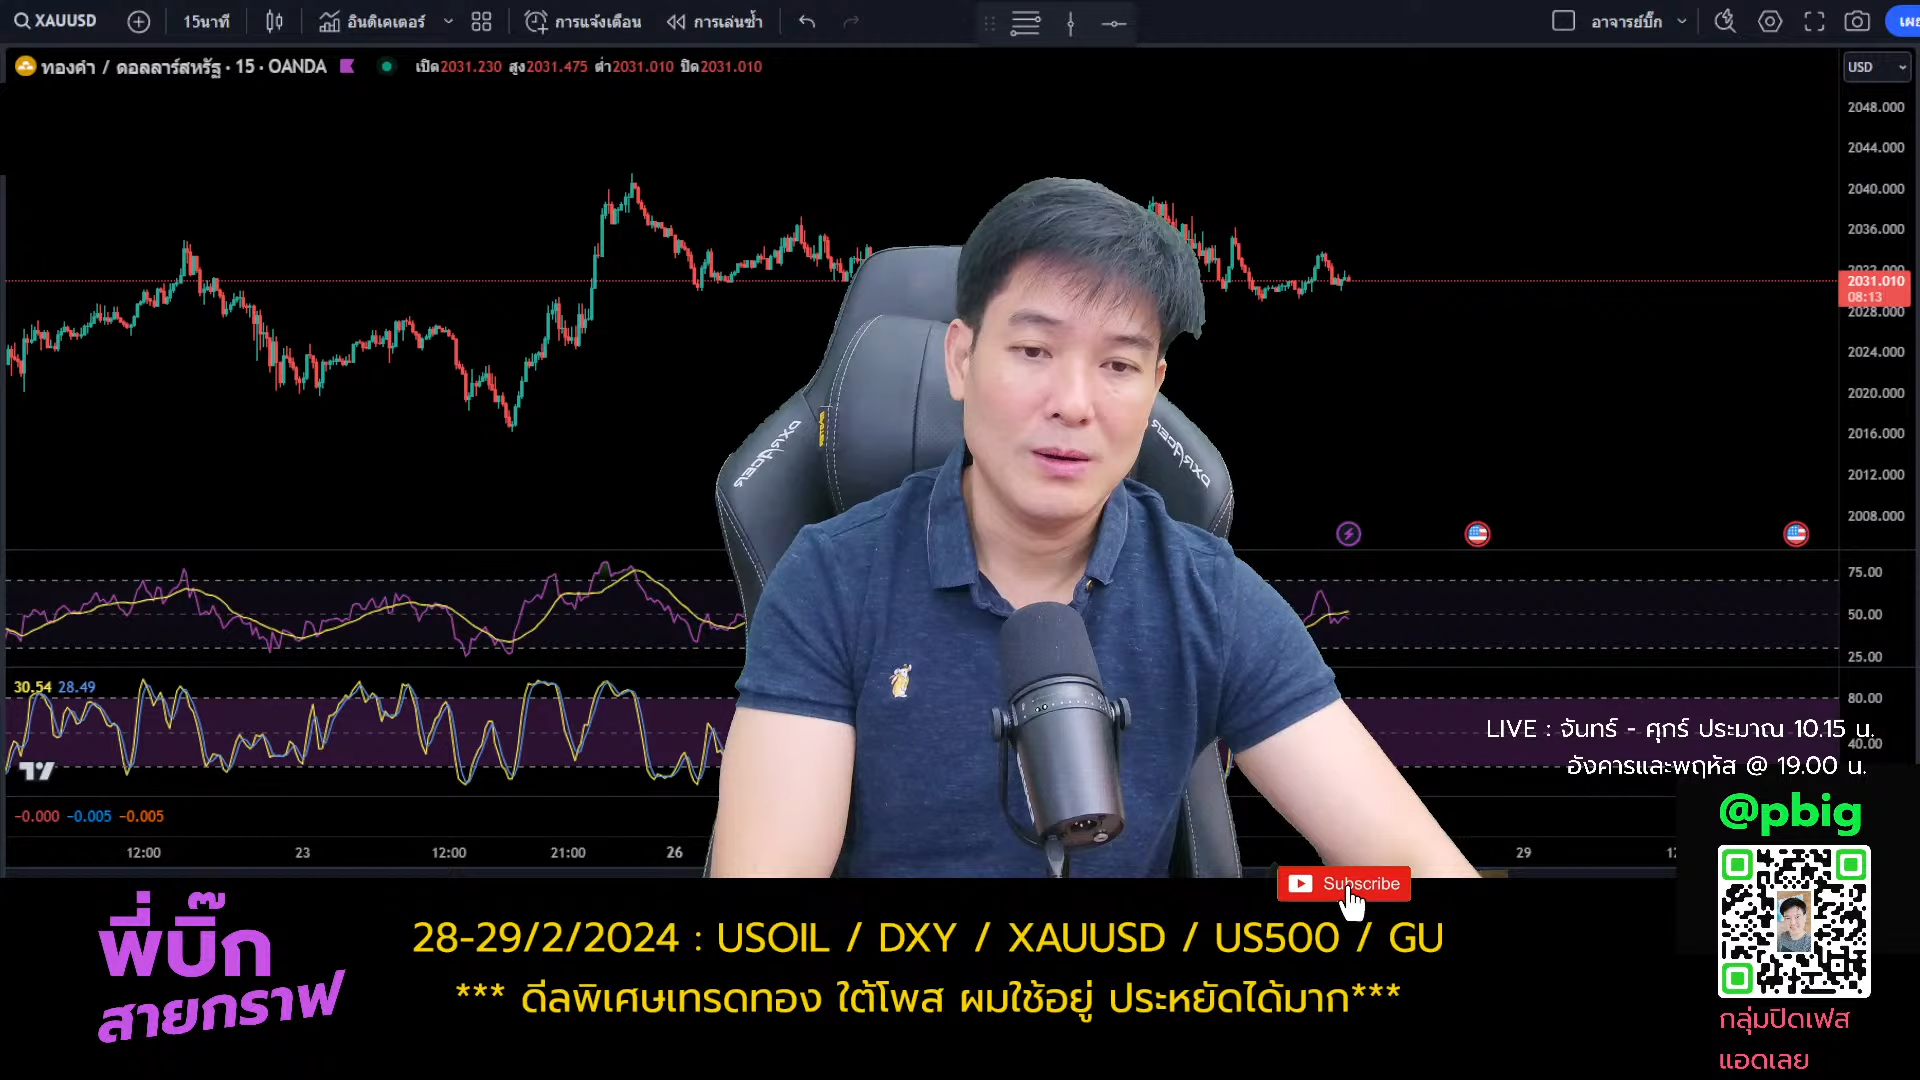 XAUUSD
15นาที
อินดิเคเตอร์
การแจ้งเตือน
การเล่นซ้ำ
อาจารย์บิ๊ก
ทองคำ / ดอลลาร์สหรัฐ · 15 · OANDA
เปิด2031.230 สูง2031.475 ต่ำ2031.010 ปิด2031.010
USD
2048.000
2044.000
2040.000
2036.000
2031.010
08:13
2028.000
2024.000
2020.000
2016.000
2012.000
2008.000
DXRACER
DXRACER
75.00
50.00
25.00
30.54 28.49
80.00
40.00
LIVE : จันทร์ - ศุกร์ ประมาณ 10.15 น.
อังคารและพฤหัส @ 19.00 น.
@pbig
−0.000 −0.005 −0.005
12:00 23 12:00 21:00 26 29
Subscribe
พี่บิ๊ก
สายกราฟ
28-29/2/2024 : USOIL / DXY / XAUUSD / US500 / GU
*** ดีลพิเศษเทรดทอง ใต้โพส ผมใช้อยู่ ประหยัดได้มาก***
กลุ่มปิดเฟส
แอดเลย